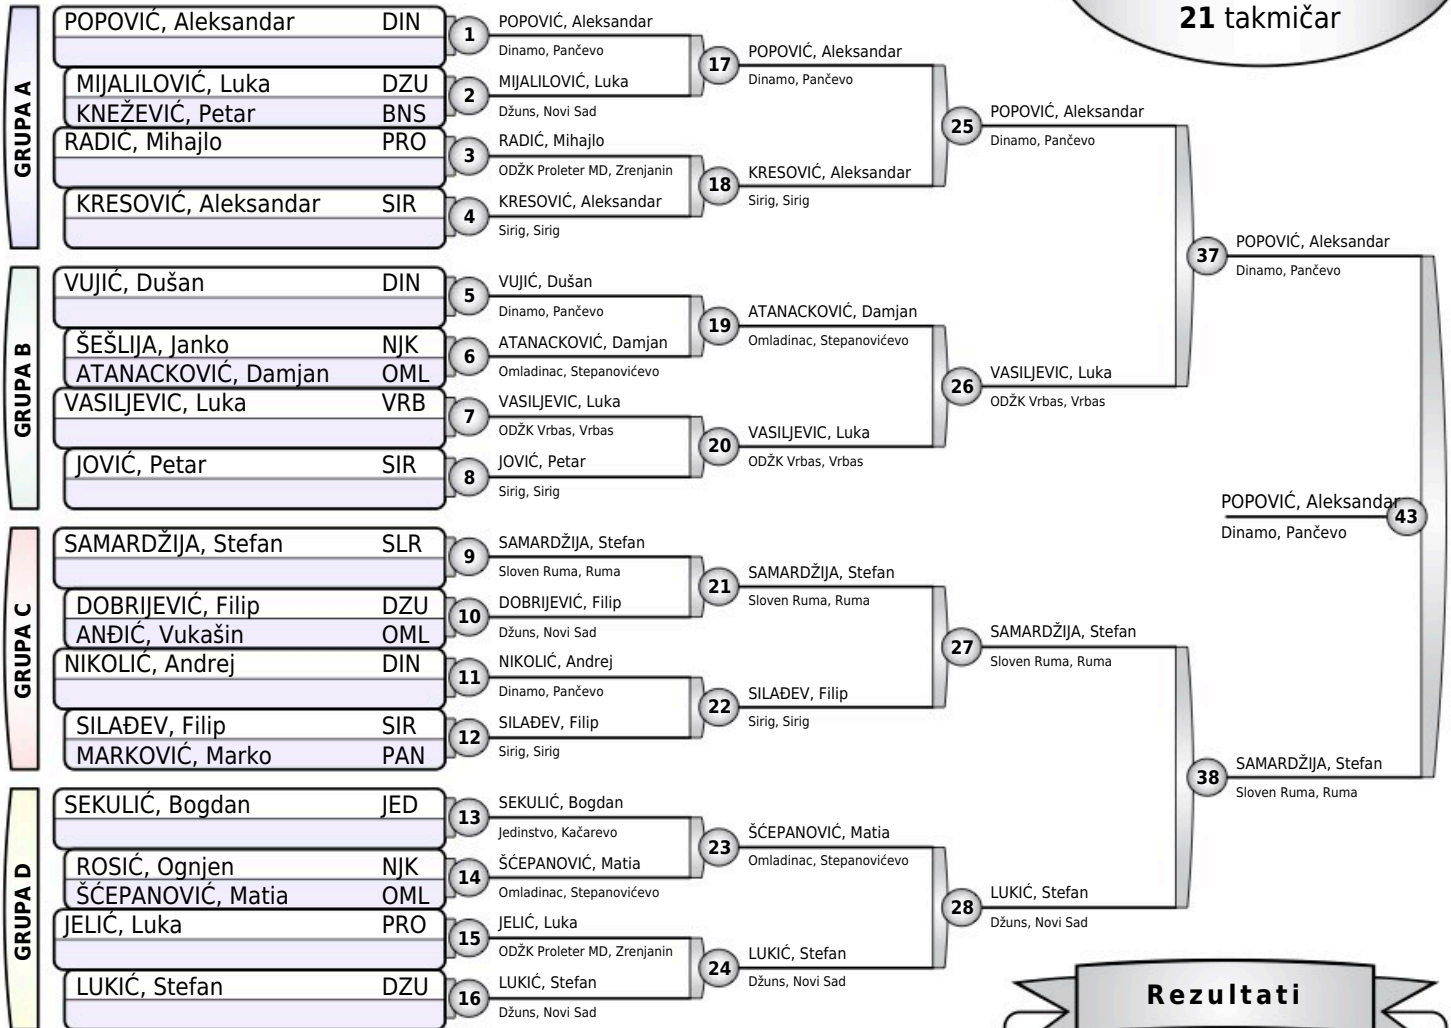 21 takmičar
GRUPA A
POPOVIĆ, Aleksandar DIN
MIJALILOVIĆ, Luka DZU
KNEŽEVIĆ, Petar BNS
RADIĆ, Mihajlo PRO
KRESOVIĆ, Aleksandar SIR
GRUPA B
VUJIĆ, Dušan DIN
ŠEŠLIJA, Janko NJK
ATANACKOVIĆ, Damjan OML
VASILJEVIC, Luka VRB
JOVIĆ, Petar SIR
GRUPA C
SAMARDŽIJA, Stefan SLR
DOBRIJEVIĆ, Filip DZU
ANĐIĆ, Vukašin OML
NIKOLIĆ, Andrej DIN
SILAĐEV, Filip SIR
MARKOVIĆ, Marko PAN
GRUPA D
SEKULIĆ, Bogdan JED
ROSIĆ, Ognjen NJK
ŠĆEPANOVIĆ, Matia OML
JELIĆ, Luka PRO
LUKIĆ, Stefan DZU
1
POPOVIĆ, Aleksandar
Dinamo, Pančevo
2
MIJALILOVIĆ, Luka
Džuns, Novi Sad
3
RADIĆ, Mihajlo
ODŽK Proleter MD, Zrenjanin
4
KRESOVIĆ, Aleksandar
Sirig, Sirig
5
VUJIĆ, Dušan
Dinamo, Pančevo
6
ATANACKOVIĆ, Damjan
Omladinac, Stepanovićevo
7
VASILJEVIC, Luka
ODŽK Vrbas, Vrbas
8
JOVIĆ, Petar
Sirig, Sirig
9
SAMARDŽIJA, Stefan
Sloven Ruma, Ruma
10
DOBRIJEVIĆ, Filip
Džuns, Novi Sad
11
NIKOLIĆ, Andrej
Dinamo, Pančevo
12
SILAĐEV, Filip
Sirig, Sirig
13
SEKULIĆ, Bogdan
Jedinstvo, Kačarevo
14
ŠĆEPANOVIĆ, Matia
Omladinac, Stepanovićevo
15
JELIĆ, Luka
ODŽK Proleter MD, Zrenjanin
16
LUKIĆ, Stefan
Džuns, Novi Sad
17
POPOVIĆ, Aleksandar
Dinamo, Pančevo
18
KRESOVIĆ, Aleksandar
Sirig, Sirig
19
ATANACKOVIĆ, Damjan
Omladinac, Stepanovićevo
20
VASILJEVIC, Luka
ODŽK Vrbas, Vrbas
21
SAMARDŽIJA, Stefan
Sloven Ruma, Ruma
22
SILAĐEV, Filip
Sirig, Sirig
23
ŠĆEPANOVIĆ, Matia
Omladinac, Stepanovićevo
24
LUKIĆ, Stefan
Džuns, Novi Sad
25
POPOVIĆ, Aleksandar
Dinamo, Pančevo
26
VASILJEVIC, Luka
ODŽK Vrbas, Vrbas
27
SAMARDŽIJA, Stefan
Sloven Ruma, Ruma
28
LUKIĆ, Stefan
Džuns, Novi Sad
37
POPOVIĆ, Aleksandar
Dinamo, Pančevo
38
SAMARDŽIJA, Stefan
Sloven Ruma, Ruma
POPOVIĆ, Aleksandar
Dinamo, Pančevo
43
Rezultati